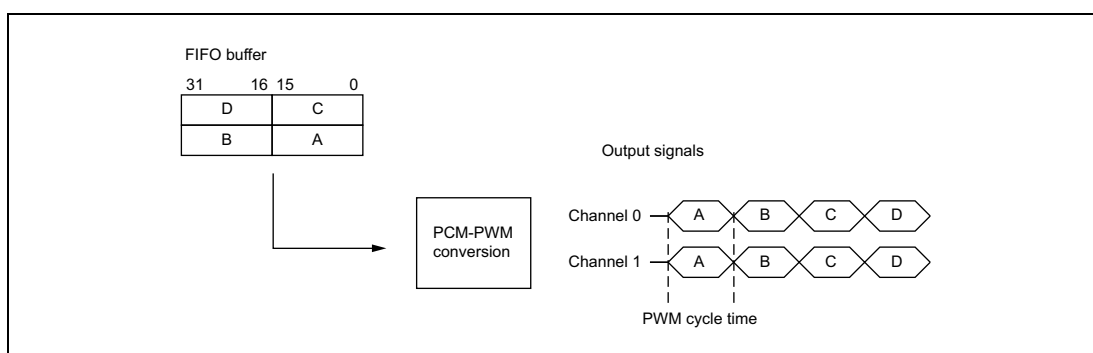 FIFO buffer
31 16 15 0
D C
B A
Output signals
PCM-PWM
conversion
Channel 0 A B C D
Channel 1 A B C D
PWM cycle time